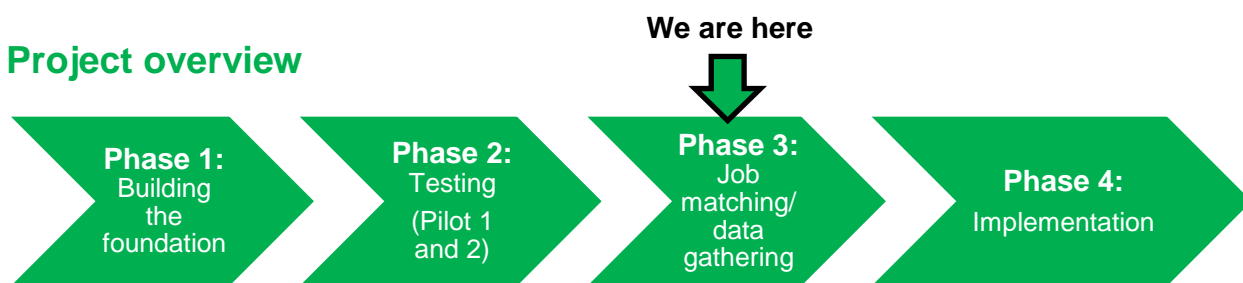 We are here
Project overview
Phase 1:
Building
the
foundation
Phase 2:
Testing
(Pilot 1
and 2)
Phase 3:
Job
matching/
data
gathering
Phase 4:
Implementation